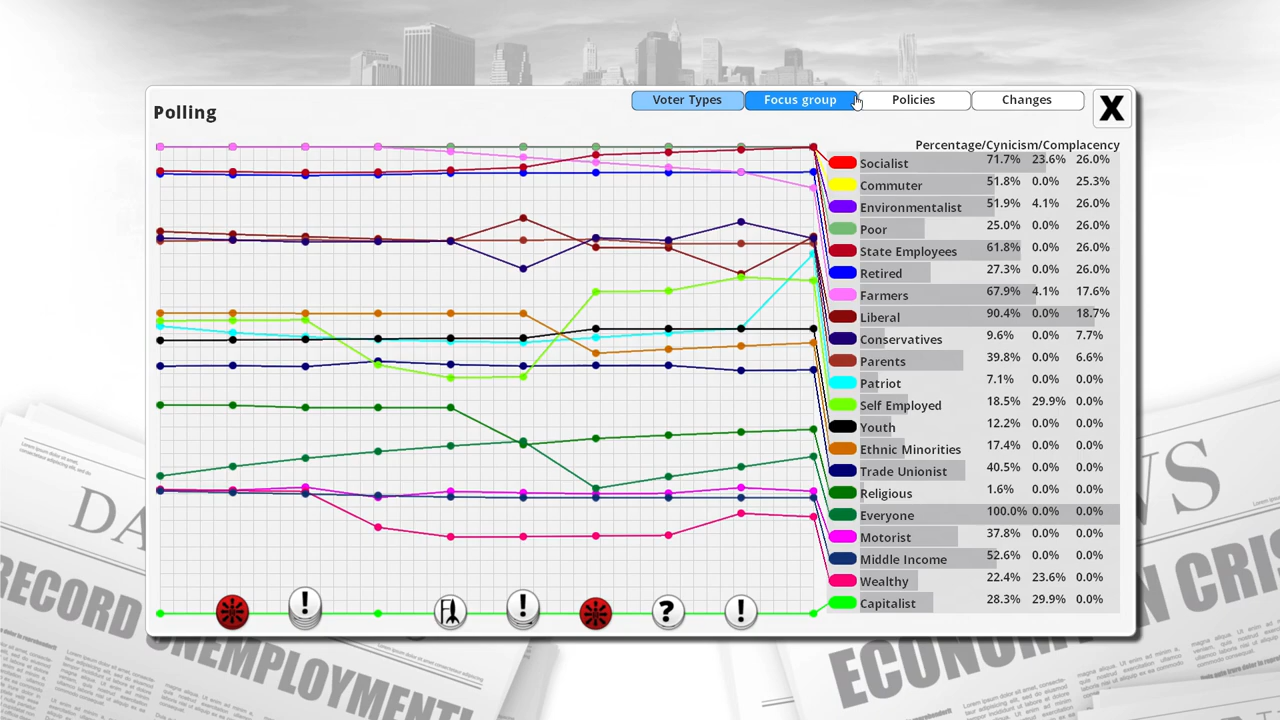 Polling
Voter Types
Focus group
Policies
Changes
X
Percentage/Cynicism/Complacency
Socialist 71.7% 23.6% 26.0%
Commuter 51.8% 0.0% 25.3%
Environmentalist 51.9% 4.1% 26.0%
Poor 25.0% 0.0% 26.0%
State Employees 61.8% 0.0% 26.0%
Retired 27.3% 0.0% 26.0%
Farmers 67.9% 4.1% 17.6%
Liberal 90.4% 0.0% 18.7%
Conservatives 9.6% 0.0% 7.7%
Parents 39.8% 0.0% 3.6%
Patriot 7.1% 0.0% 0.0%
Self Employed 18.5% 29.9% 0.0%
Youth 12.2% 0.0% 0.0%
Ethnic Minorities 17.4% 0.0% 0.0%
Trade Unionist 40.5% 0.0% 0.0%
Religious 1.6% 0.0% 0.0%
Everyone 100.0% 0.0% 0.0%
Motorist 37.8% 0.0% 0.0%
Middle Income 52.6% 0.0% 0.0%
Wealthy 22.4% 23.6% 0.0%
Capitalist 28.3% 29.9% 0.0%
!
!
?
!
DA
RECORD
UNEMPLOYMENT!
WS
ECONOM
N CRIS